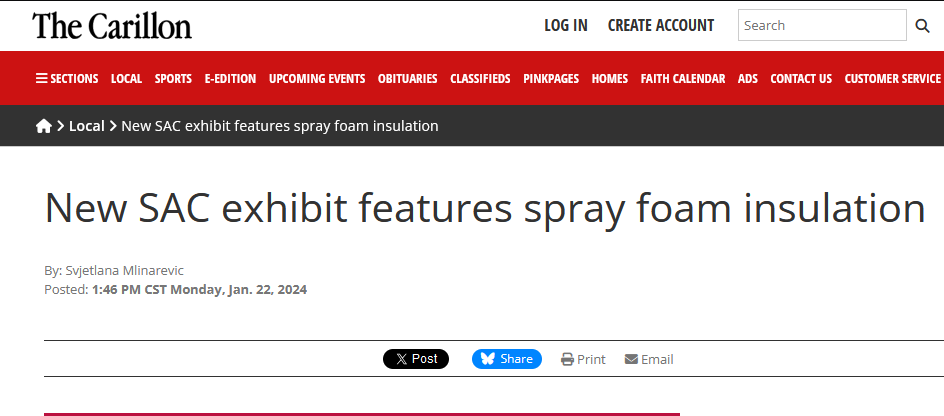 The Carillon
LOG IN CREATE ACCOUNT Search
SECTIONS LOCAL SPORTS E-EDITION UPCOMING EVENTS OBITUARIES CLASSIFIEDS PINKPAGES HOMES FAITH CALENDAR ADS CONTACT US CUSTOMER SERVICE
Local New SAC exhibit features spray foam insulation
New SAC exhibit features spray foam insulation
By: Svjetlana Mlinarevic
Posted: 1:46 PM CST Monday, Jan. 22, 2024
Post Share Print Email